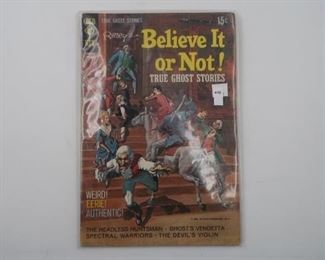 TRUE GHOST STORIES
15¢
Ripley's
Believe It
or Not!
TRUE GHOST STORIES
WEIRD!
EERIE!
AUTHENTIC!
THE HEADLESS HUNTSMAN - GHOST'S VENDETTA
SPECTRAL WARRIORS - THE DEVIL'S VIOLIN